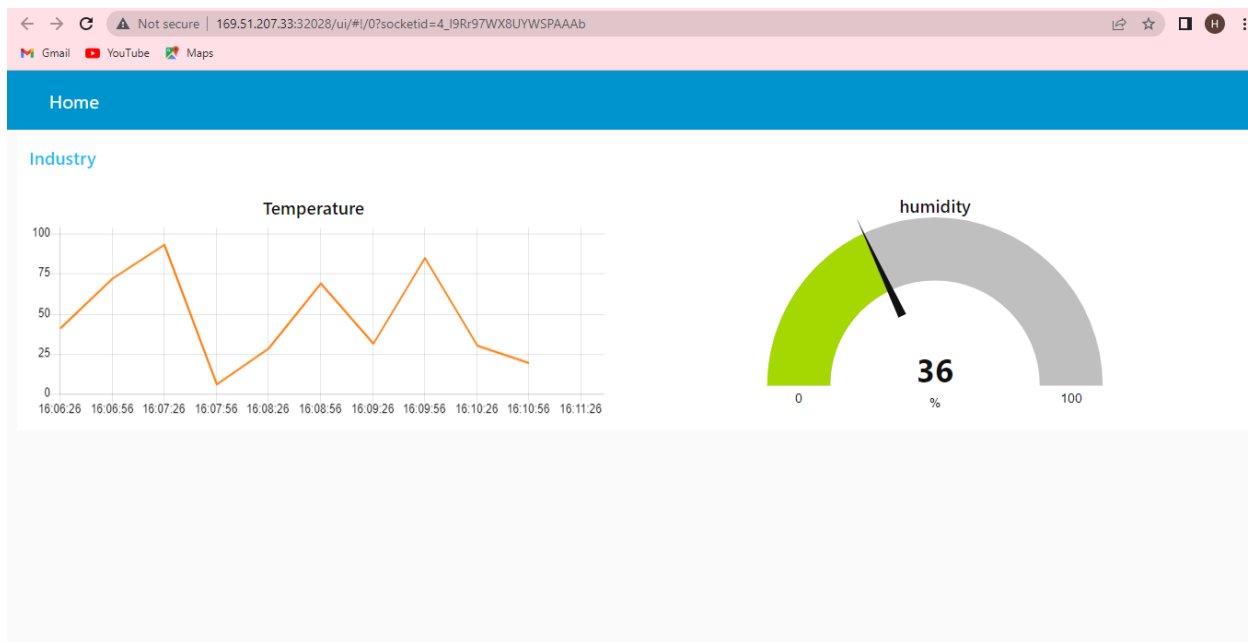 Not secure | 169.51.207.33:32028/ui/#!/0?socketid=4_I9Rr97WX8UYWSPAAAb
H
Gmail YouTube Maps
Home
Industry
Temperature
100
75
50
25
0
16:06:26 16:06:56 16:07:26 16:07:56 16:08:26 16:08:56 16:09:26 16:09:56 16:10:26 16:10:56 16:11:26
humidity
36
0 % 100